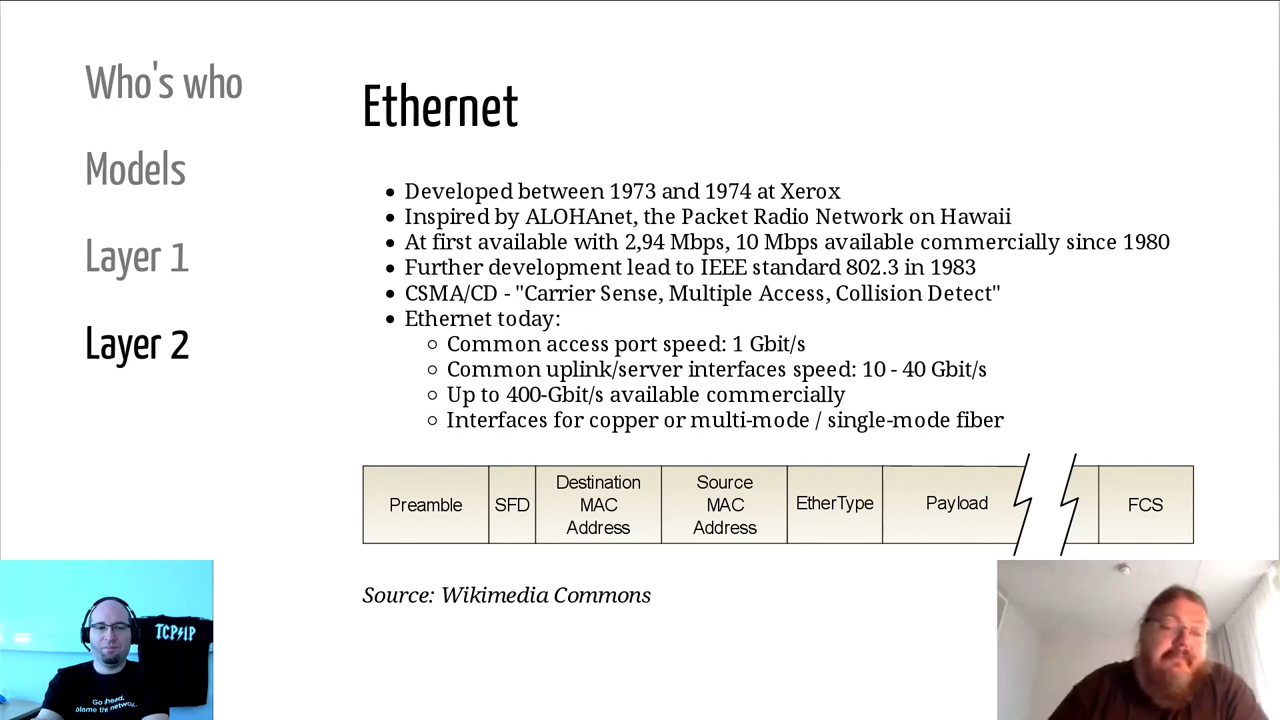 Who's who
Models
Layer 1
Layer 2
Ethernet
Developed between 1973 and 1974 at Xerox
Inspired by ALOHAnet, the Packet Radio Network on Hawaii
At first available with 2,94 Mbps, 10 Mbps available commercially since 1980
Further development lead to IEEE standard 802.3 in 1983
CSMA/CD - "Carrier Sense, Multiple Access, Collision Detect"
Ethernet today:
Common access port speed: 1 Gbit/s
Common uplink/server interfaces speed: 10 - 40 Gbit/s
Up to 400-Gbit/s available commercially
Interfaces for copper or multi-mode / single-mode fiber
Preamble
SFD
Destination
MAC
Address
Source
MAC
Address
EtherType
Payload
FCS
Source: Wikimedia Commons
TCP⚡IP
Go ahead,
blame the network.